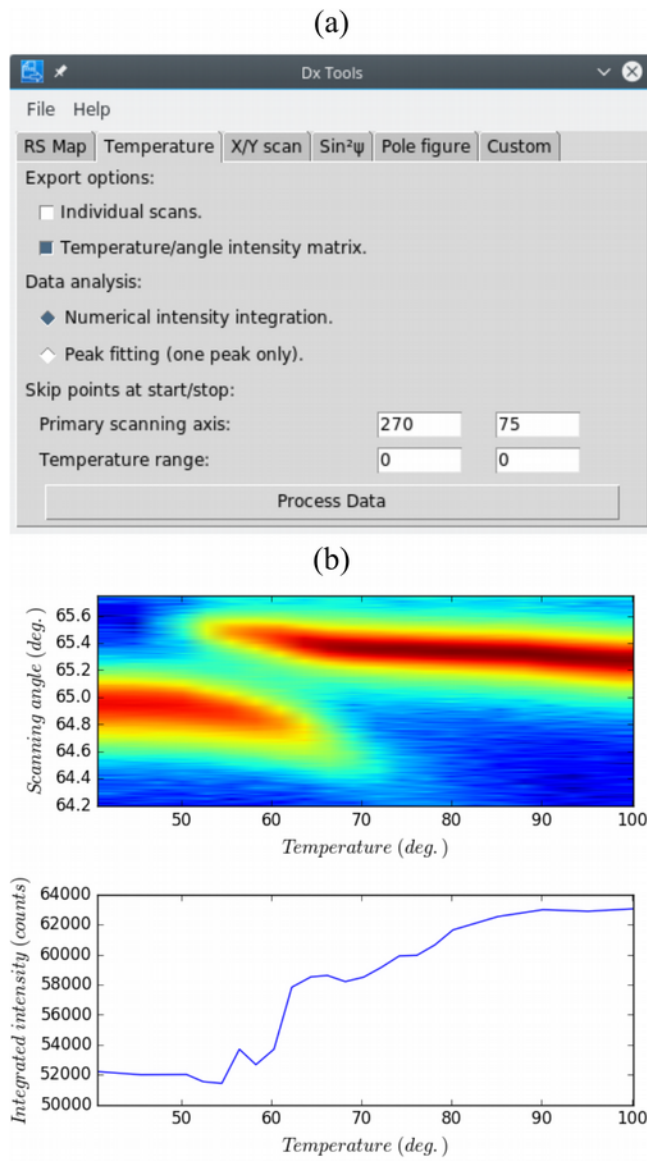 (a)
Dx Tools
File Help
RS Map Temperature X/Y scan Sin²ψ Pole figure Custom
Export options:
Individual scans.
Temperature/angle intensity matrix.
Data analysis:
Numerical intensity integration.
Peak fitting (one peak only).
Skip points at start/stop:
Primary scanning axis: 270 75
Temperature range: 0 0
Process Data
(b)
Scanning angle (deg.)
65.6
65.4
65.2
65.0
64.8
64.6
64.4
64.2
50 60 70 80 90 100
Temperature (deg.)
Integrated intensity (counts)
64000
62000
60000
58000
56000
54000
52000
50000
50 60 70 80 90 100
Temperature (deg.)